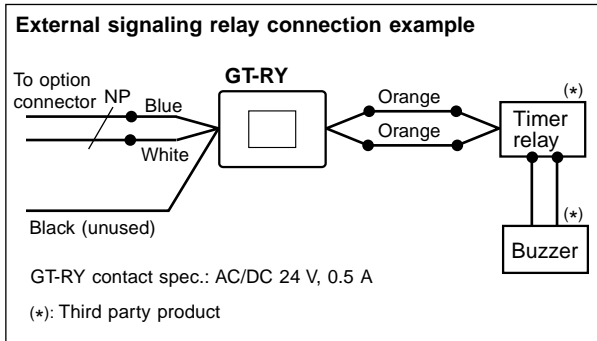 External signaling relay connection example
GT-RY
To option
connector
NP
Blue
White
Black (unused)
Orange
Orange
(*)
Timer
relay
(*)
Buzzer
GT-RY contact spec.: AC/DC 24 V, 0.5 A
(*): Third party product